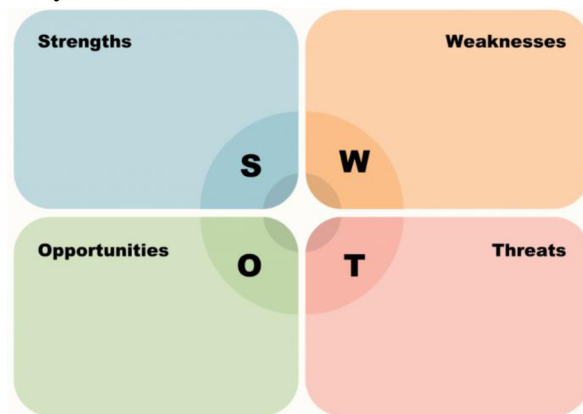 Strengths
Weaknesses
S
W
Opportunities
Threats
O
T